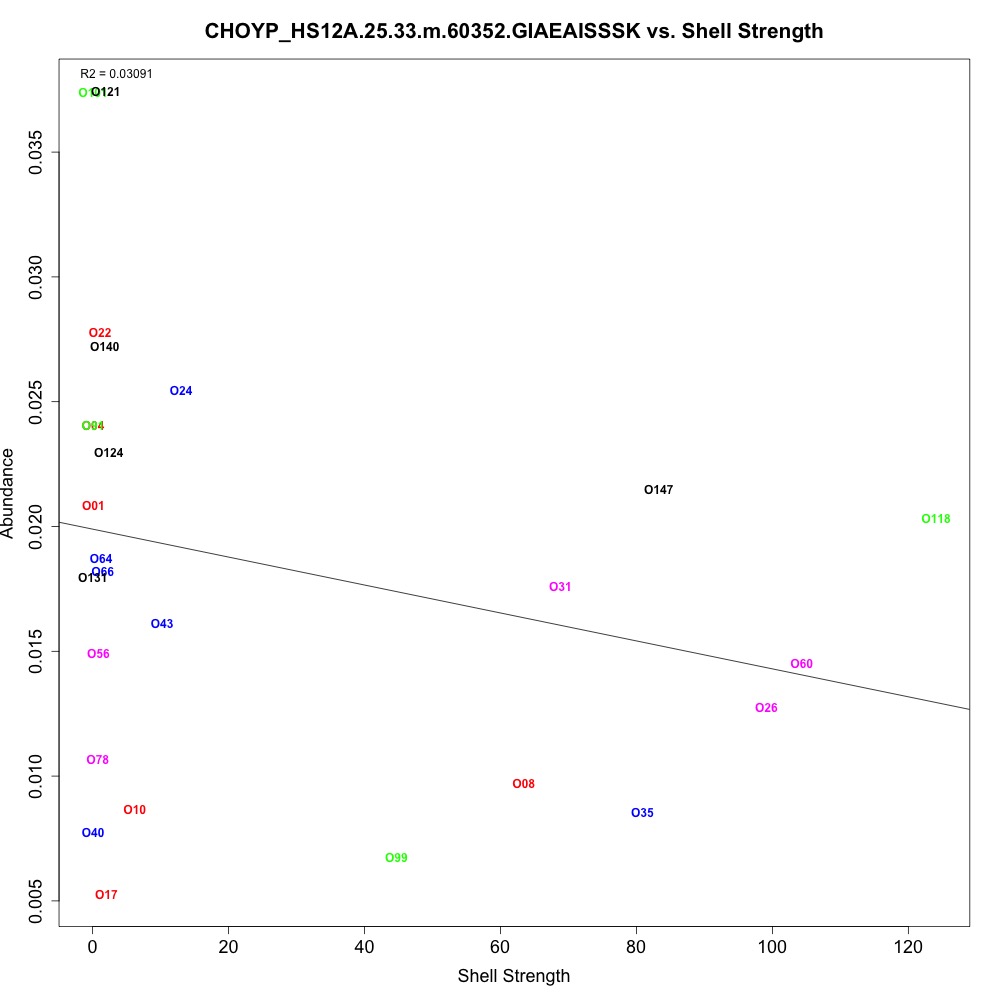 CHOYP_HS12A.25.33.m.60352.GIAEAISSSK vs. Shell Strength
R2 = 0.03091
O121
0.035
0.030
O22
O140
O24
0.025
O124
O147
O01
O118
0.020
O64
O66
O131
O31
O43
0.015
O56
O60
O26
O78
0.010
O08
O10
O35
O40
O99
O17
0.005
Abundance
0 20 40 60 80 100 120
Shell Strength